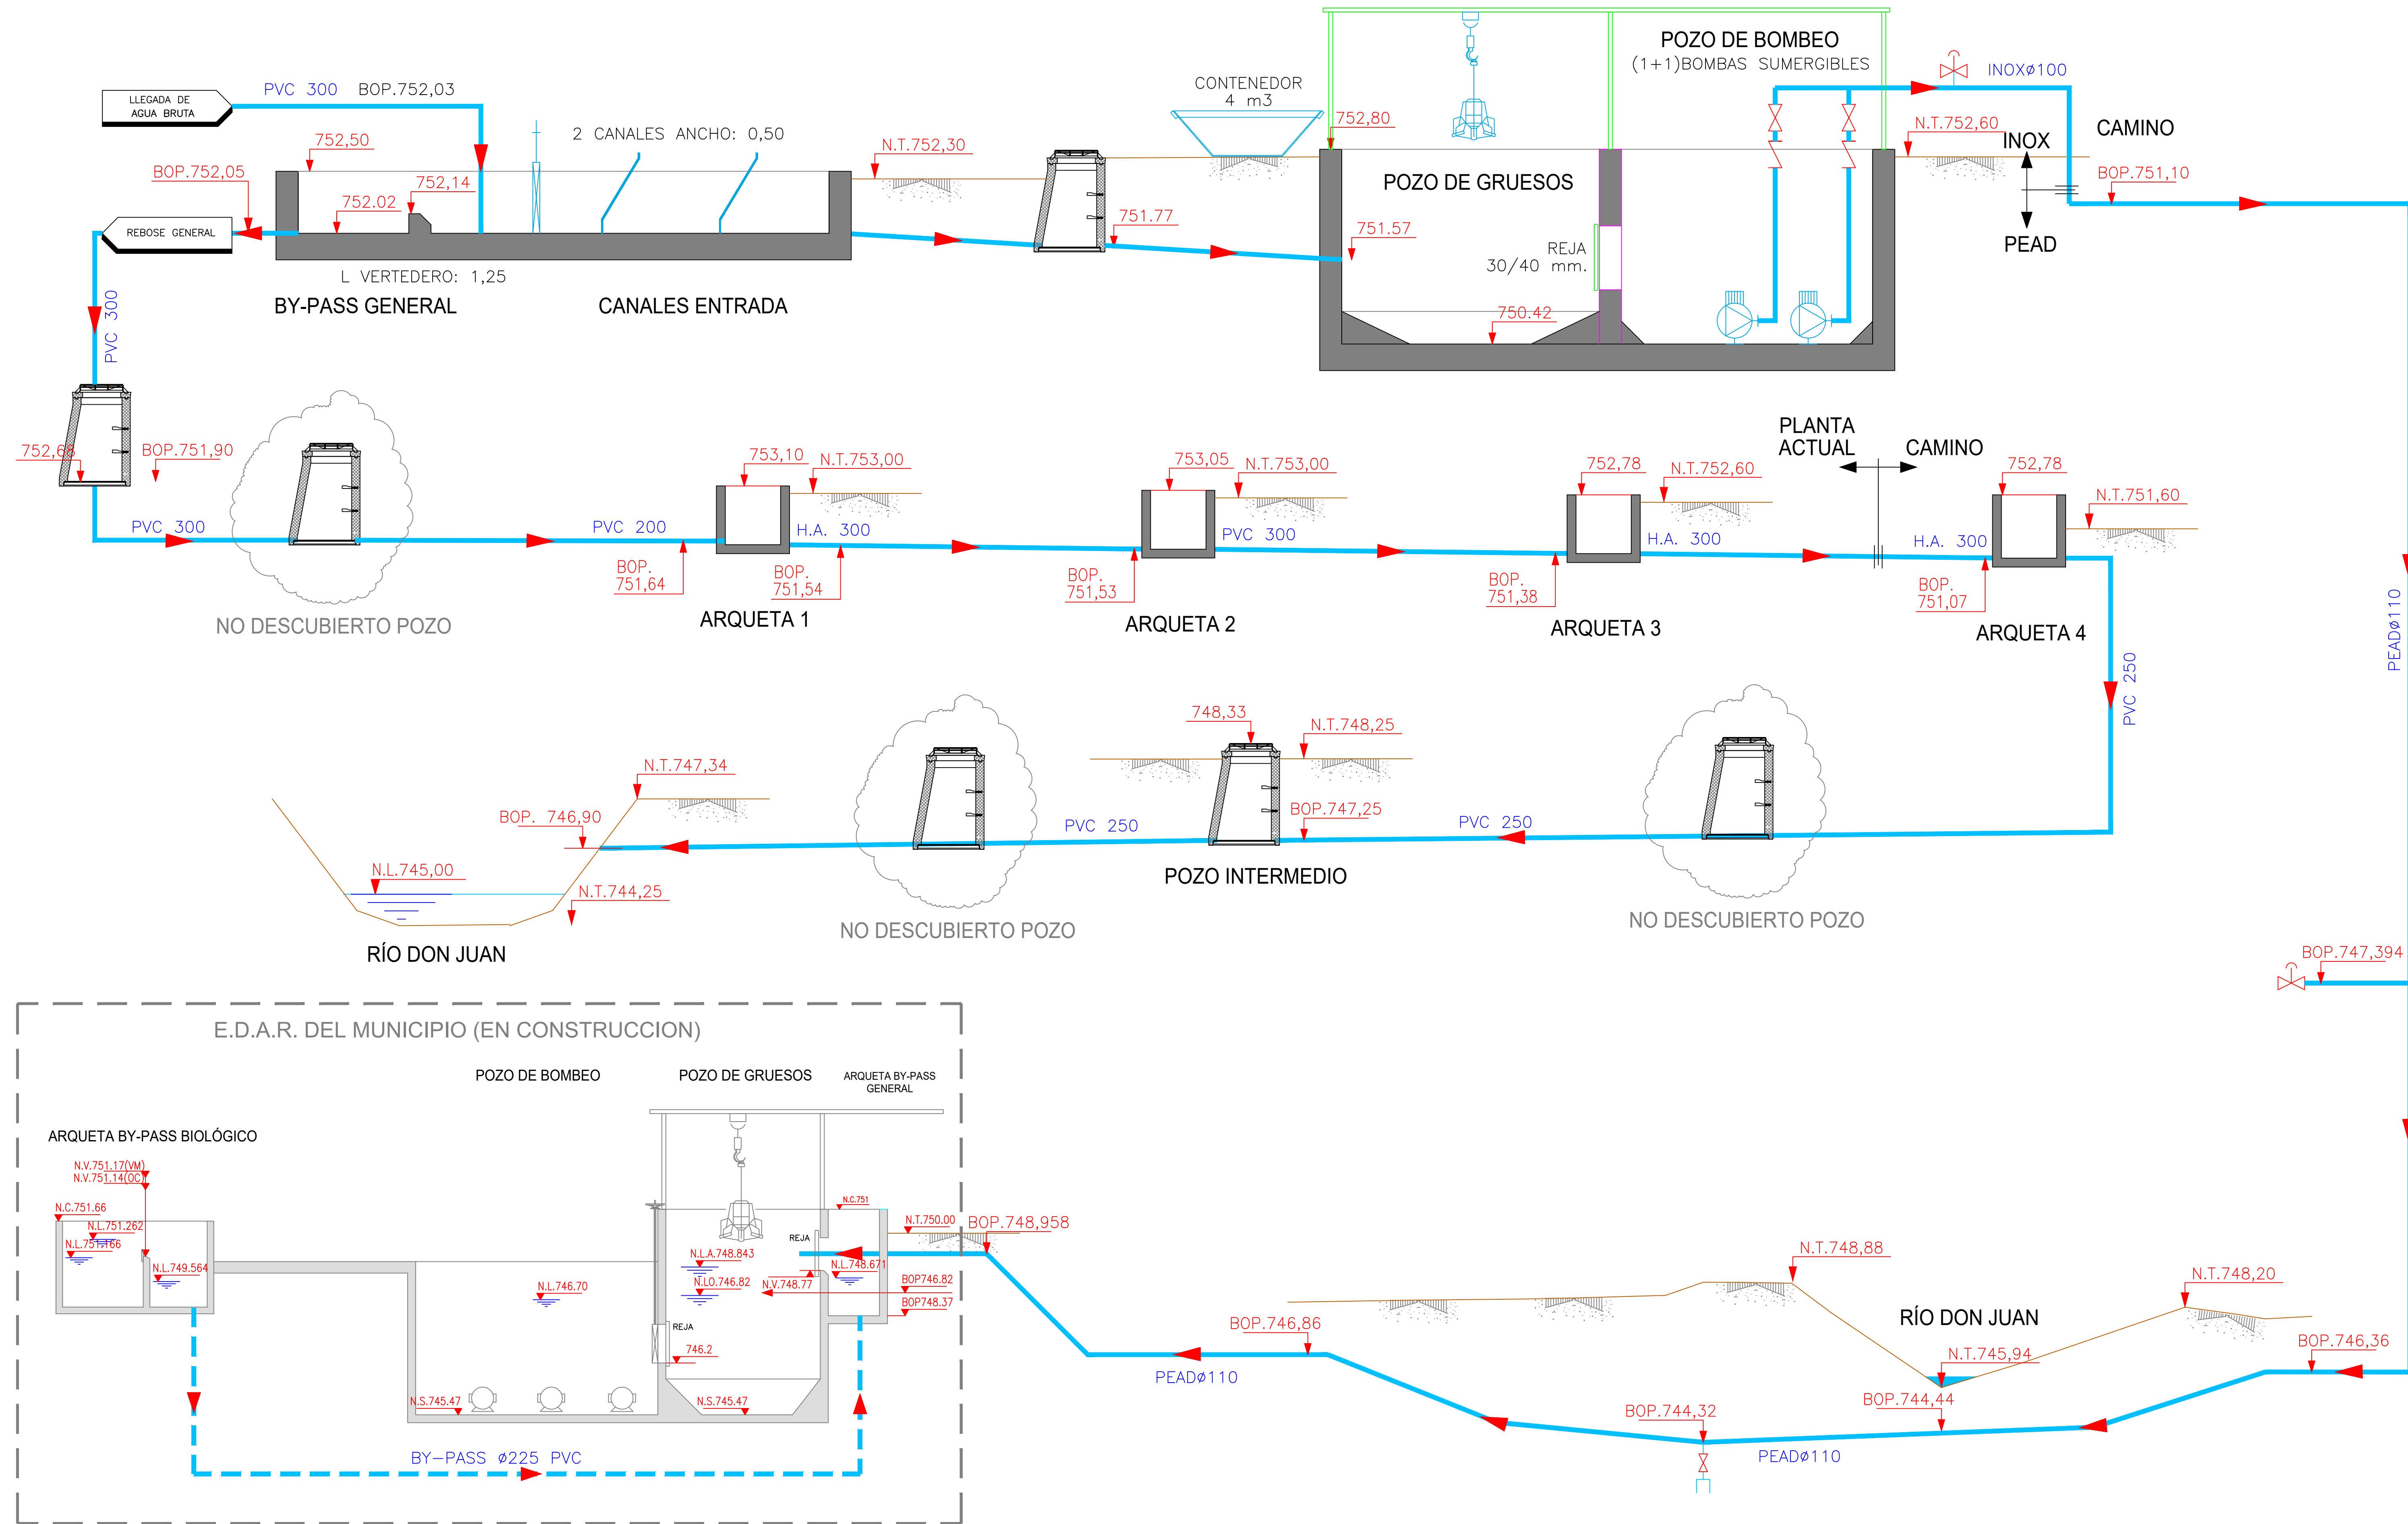 LLEGADA DE
AGUA BRUTA
PVC 300 BOP.752,03
752,50
BOP.752,05
752.02
752,14
2 CANALES ANCHO: 0,50
REBOSE GENERAL
L VERTEDERO: 1,25
BY-PASS GENERAL
CANALES ENTRADA
N.T.752,30
751.77
CONTENEDOR
4 m3
752,80
POZO DE GRUESOS
751.57
REJA
30/40 mm.
750.42
POZO DE BOMBEO
(1+1)BOMBAS SUMERGIBLES
INOXø100
N.T.752,60
INOX
CAMINO
BOP.751,10
PEAD
PVC 300
752,68
BOP.751,90
PVC 300
NO DESCUBIERTO POZO
PVC 200
BOP.
751,64
753,10
N.T.753,00
H.A. 300
BOP.
751,54
ARQUETA 1
753,05
N.T.753,00
PVC 300
BOP.
751,53
ARQUETA 2
752,78
N.T.752,60
H.A. 300
BOP.
751,38
ARQUETA 3
PLANTA
ACTUAL
CAMINO
752,78
N.T.751,60
H.A. 300
BOP.
751,07
ARQUETA 4
PEADø110
PVC 250
N.T.747,34
BOP. 746,90
N.L.745,00
N.T.744,25
RÍO DON JUAN
NO DESCUBIERTO POZO
PVC 250
748,33
N.T.748,25
BOP.747,25
POZO INTERMEDIO
PVC 250
NO DESCUBIERTO POZO
BOP.747,394
E.D.A.R. DEL MUNICIPIO (EN CONSTRUCCION)
POZO DE BOMBEO
POZO DE GRUESOS
ARQUETA BY-PASS
GENERAL
ARQUETA BY-PASS BIOLÓGICO
N.V.751.17(VM)
N.V.751.14(OC)
N.C.751.66
N.L.751.262
N.L.751.166
N.L.749.564
N.L.746.70
N.C.751
N.T.750.00
REJA
N.L.A.748.843
N.L.748.671
N.LO.746.82
N.V.748.77
BOP746.82
BOP748.37
REJA
746.2
N.S.745.47
N.S.745.47
BY-PASS ø225 PVC
BOP.748,958
BOP.746,86
PEADø110
N.T.748,88
RÍO DON JUAN
N.T.748,20
N.T.745,94
BOP.746,36
BOP.744,32
BOP.744,44
PEADø110